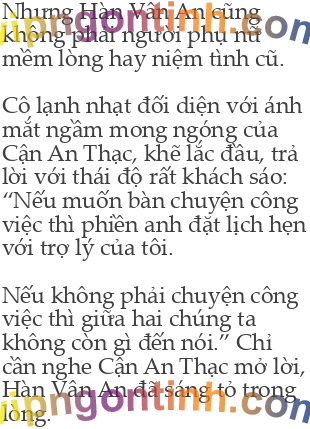 Nhưng Hàn Vân An cũng
không phải người phụ nữ
mềm lòng hay niệm tình cũ.
Cô lạnh nhạt đối diện với ánh
mắt ngầm mong ngóng của
Cận An Thạc, khẽ lắc đầu, trả
lời với thái độ rất khách sáo:
“Nếu muốn bàn chuyện công
việc thì phiền anh đặt lịch hẹn
với trợ lý của tôi.
Nếu không phải chuyện công
việc thì giữa hai chúng ta
không còn gì đến nói.” Chỉ
cần nghe Cận An Thạc mở lời,
Hàn Vân An đã sáng tỏ trong
lòng.
vipngontinh.com
vipngontinh.com